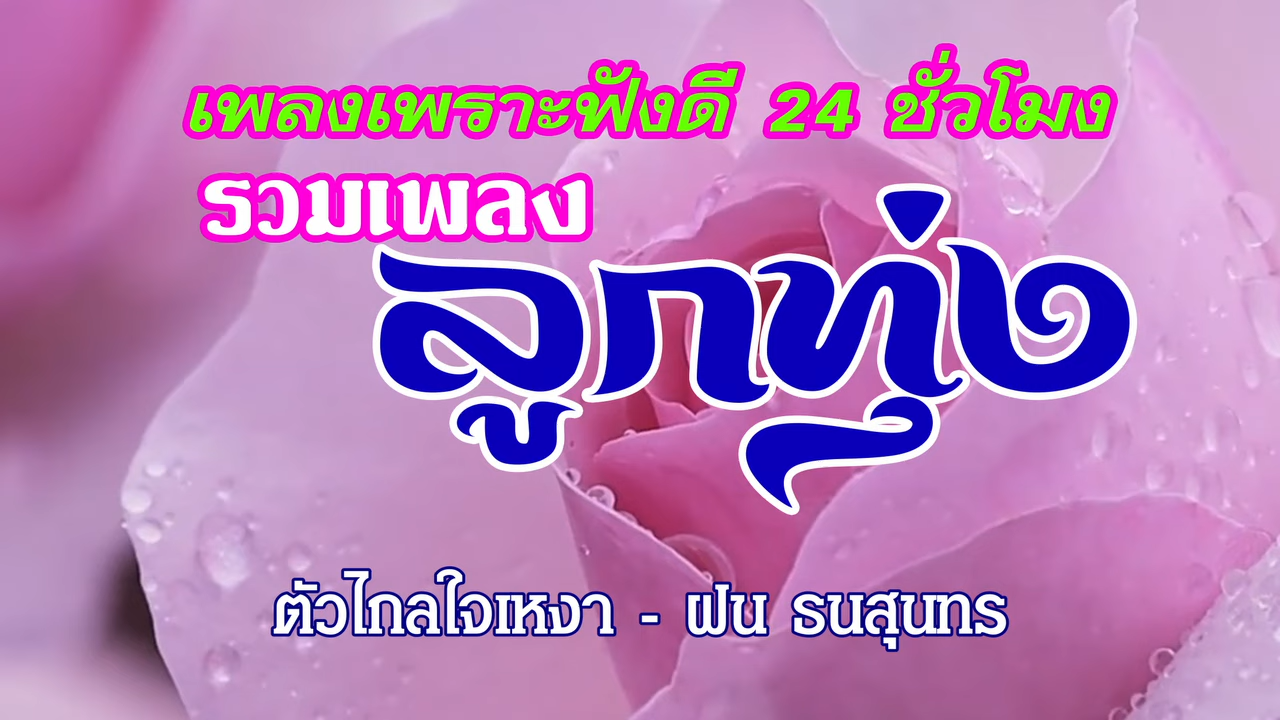 เพลงเพราะฟังดี 24 ชั่วโมง
รวมเพลง
ลูกทุ่ง
ตัวไกลใจเหงา - ฝน ธนสุนทร